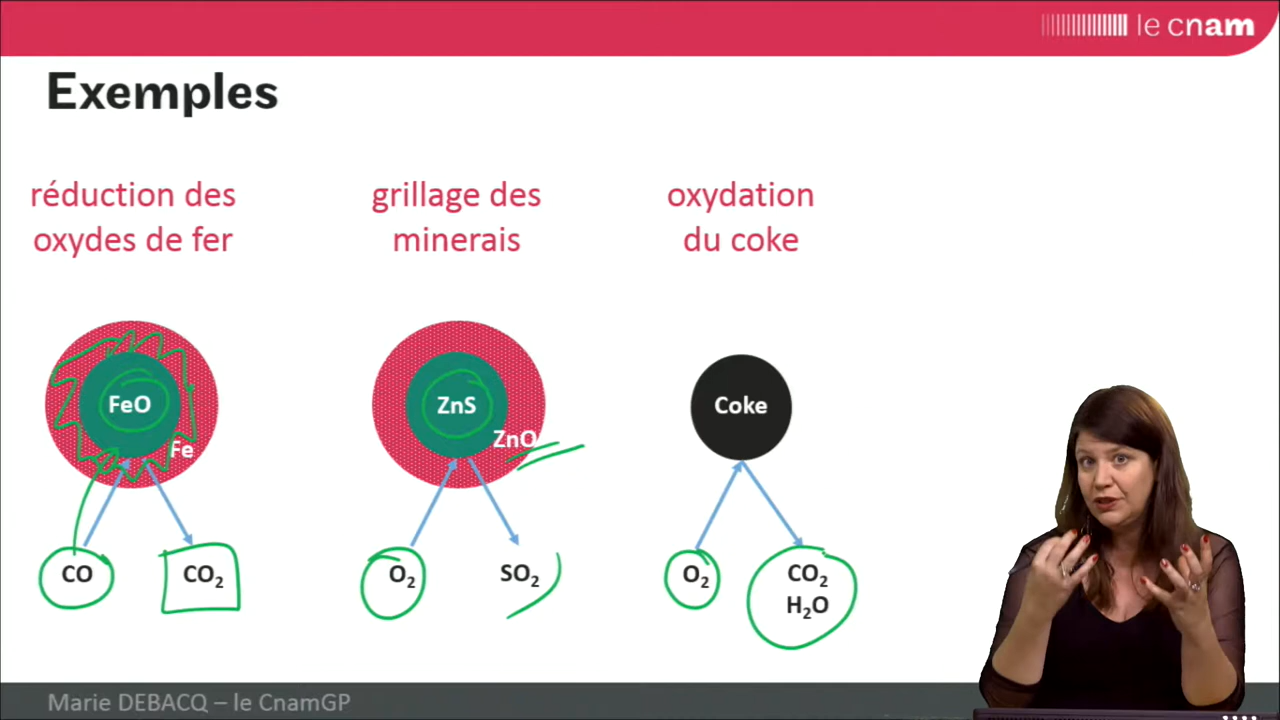 le cnam
Exemples
réduction des
oxydes de fer
grillage des
minerais
oxydation
du coke
FeO
Fe
CO
CO2
ZnS
ZnO
O2
SO2
Coke
O2
CO2
H2O
Marie DEBACQ – le CnamGP